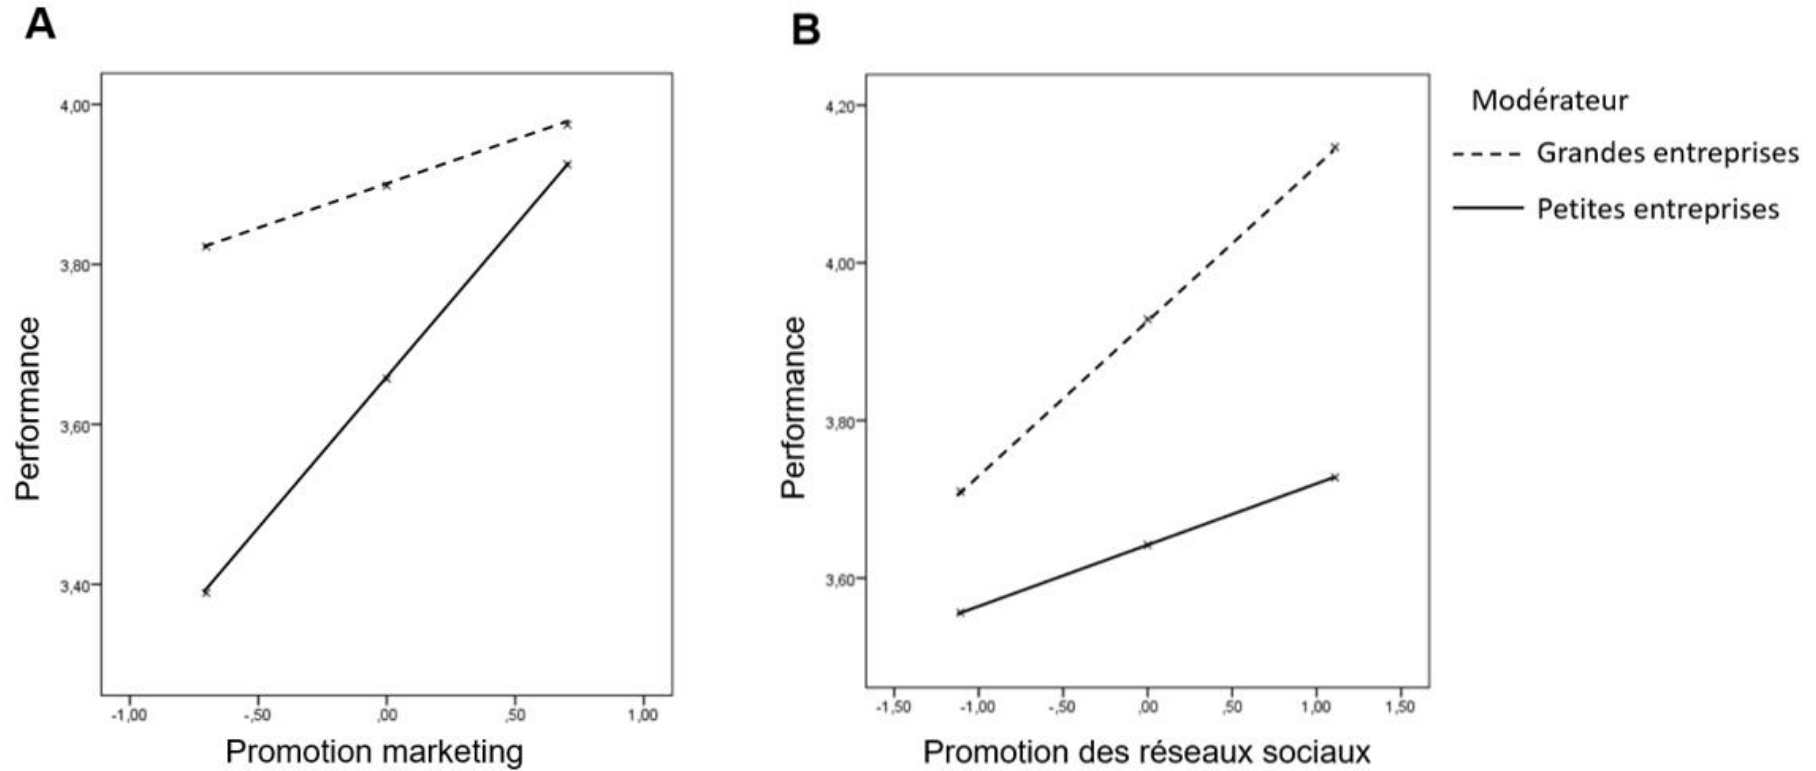 A
4,00
3,80
3,60
3,40
Performance
-1,00
-,50
,00
,50
1,00
Promotion marketing
B
4,20
4,00
3,80
3,60
Performance
-1,50
-1,00
-,50
,00
,50
1,00
1,50
Promotion des réseaux sociaux
Modérateur
Grandes entreprises
Petites entreprises